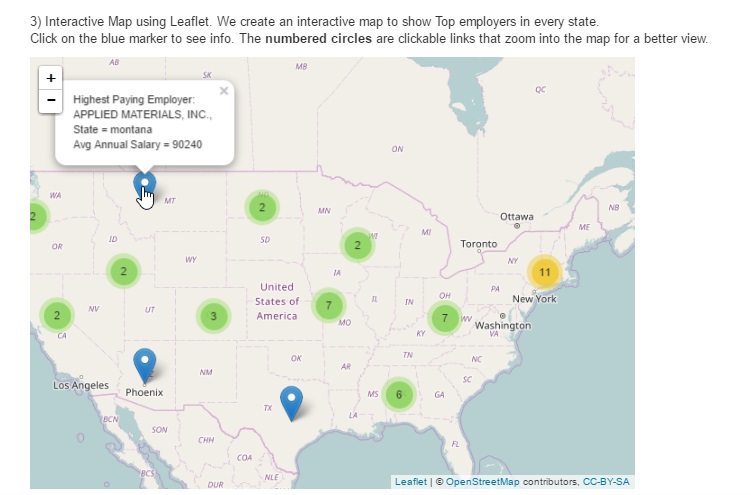 3) Interactive Map using Leaflet. We create an interactive map to show Top employers in every state.
Click on the blue marker to see info. The numbered circles are clickable links that zoom into the map for a better view.
+
-
AB
SK
MB
QC
ON
NB
Highest Paying Employer:
APPLIED MATERIALS, INC.,
State = montana
Avg Annual Salary = 90240
×
WA
MT
2
2
MN
WI
MI
Ottawa
ME
OR
ID
SD
2
Toronto
WY
2
IA
NY
11
PA
New York
United
States of
America
NV
UT
2
3
7
IL
IN
OH
7
WV
Washington
VA
CA
MO
KY
OK
TN
NC
NM
AR
Los Angeles
Phoenix
TX
MS
6
GA
SC
LA
BCN
SON
CHH
COA
FL
BCS
DUR
NLE
Leaflet | © OpenStreetMap contributors, CC-BY-SA